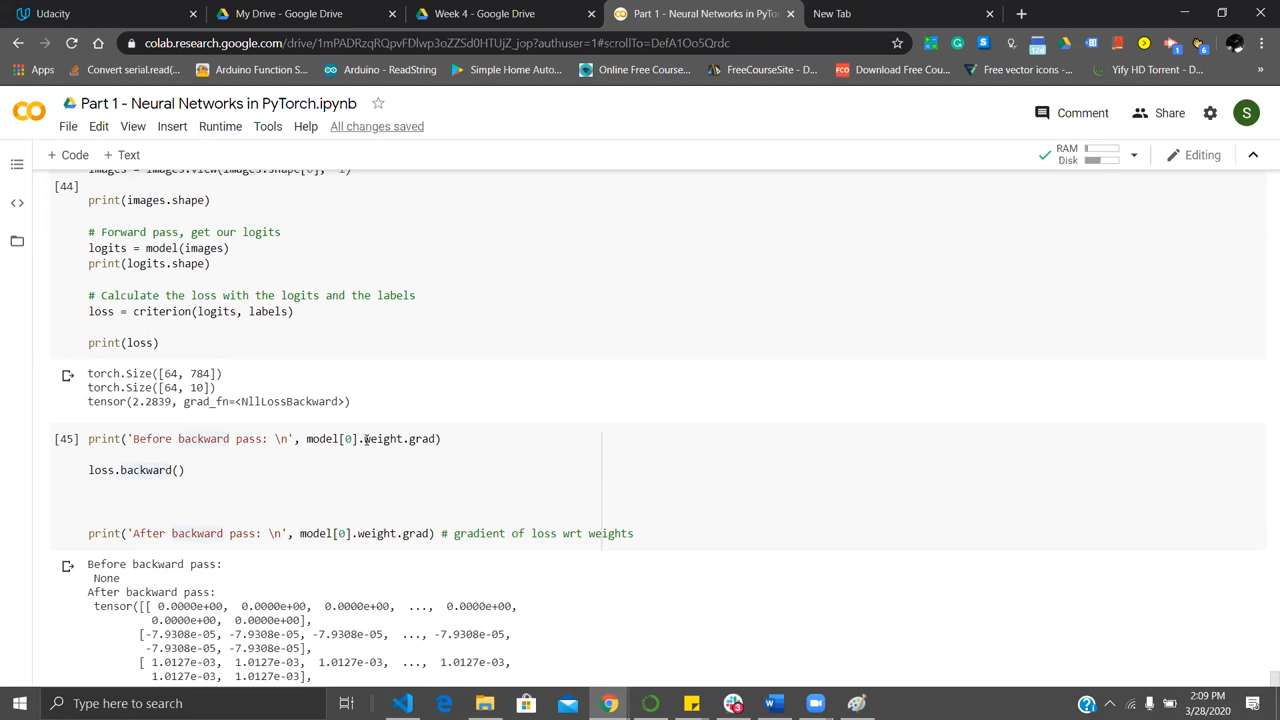 Udacity
My Drive - Google Drive
Week 4 - Google Drive
Part 1 - Neural Networks in PyTo
New Tab
colab.research.google.com/drive/1mPADRzqRQpvFDlwp3oZZSd0HTUjZ_jop?authuser=1#scrollTo=DefA1Oo5Qrdc
Apps
Convert serial.read(...
Arduino Function S...
Arduino - ReadString
Simple Home Auto...
Online Free Course...
FreeCourseSite - D...
Download Free Cou...
Free vector icons -...
Yify HD Torrent - D...
Part 1 - Neural Networks in PyTorch.ipynb
Comment
Share
S
File Edit View Insert Runtime Tools Help All changes saved
+ Code + Text
RAM
Disk
Editing
images = images.view(images.shape[0], -1)
[44]
print(images.shape)
# Forward pass, get our logits
logits = model(images)
print(logits.shape)
# Calculate the loss with the logits and the labels
loss = criterion(logits, labels)
print(loss)
torch.Size([64, 784])
torch.Size([64, 10])
tensor(2.2839, grad_fn=<NllLossBackward>)
[45] print('Before backward pass: \n', model[0].weight.grad)
loss.backward()
print('After backward pass: \n', model[0].weight.grad) # gradient of loss wrt weights
Before backward pass:
None
After backward pass:
tensor([[ 0.0000e+00, 0.0000e+00, 0.0000e+00, ..., 0.0000e+00,
0.0000e+00, 0.0000e+00],
[-7.9308e-05, -7.9308e-05, -7.9308e-05, ..., -7.9308e-05,
-7.9308e-05, -7.9308e-05],
[ 1.0127e-03, 1.0127e-03, 1.0127e-03, ..., 1.0127e-03,
1.0127e-03, 1.0127e-03],
Type here to search
2:09 PM
3/28/2020